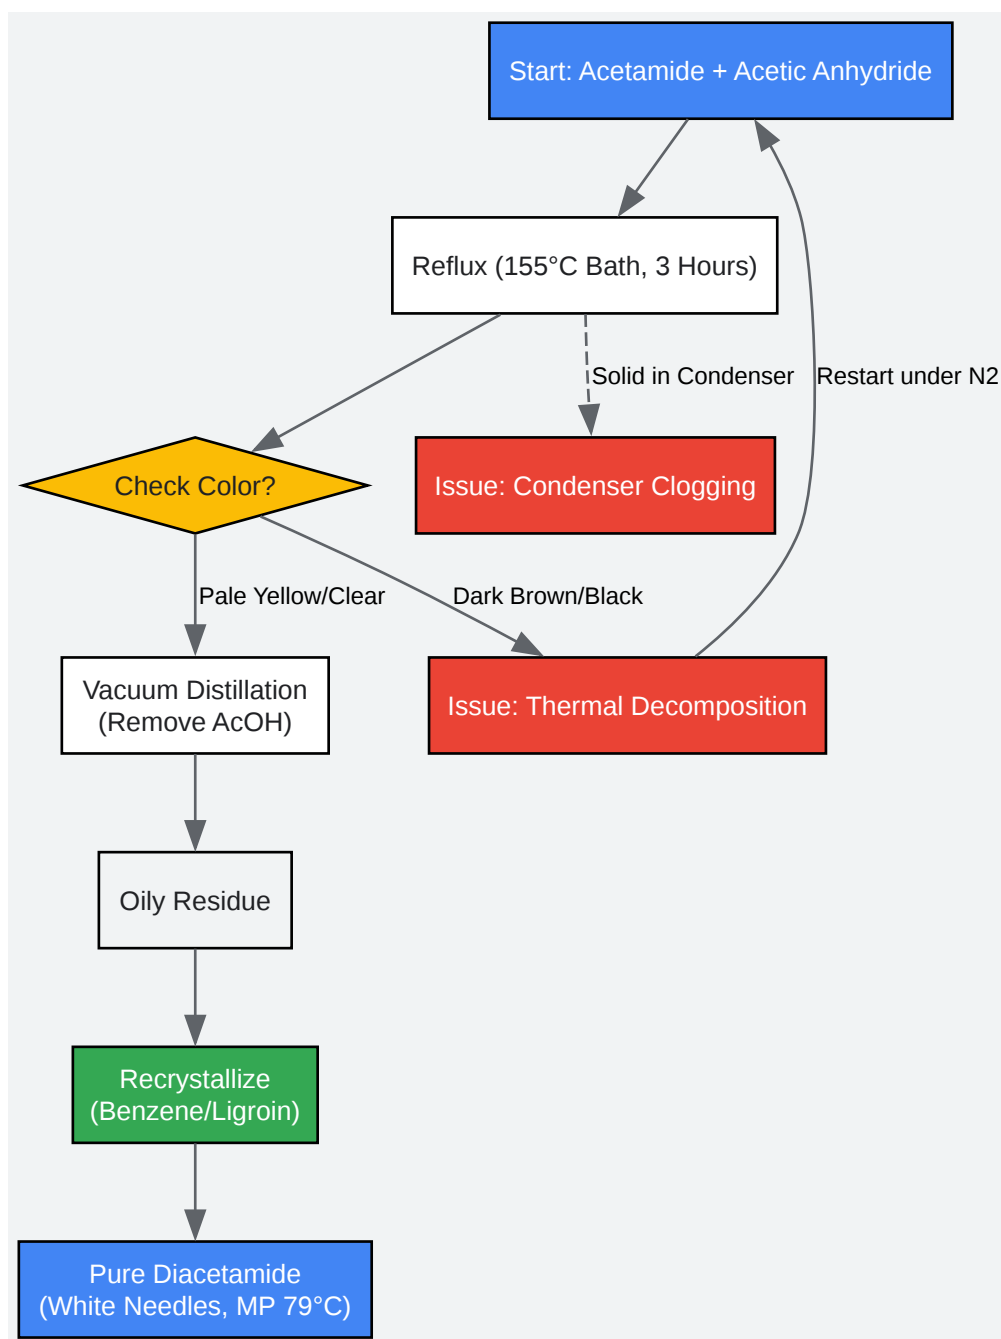 Start: Acetamide + Acetic Anhydride
Reflux (155°C Bath, 3 Hours)
Solid in Condenser
Restart under N2
Check Color?
Issue: Condenser Clogging
Pale Yellow/Clear
Dark Brown/Black
Vacuum Distillation
(Remove AcOH)
Issue: Thermal Decomposition
Oily Residue
Recrystallize
(Benzene/Ligroin)
Pure Diacetamide
(White Needles, MP 79°C)